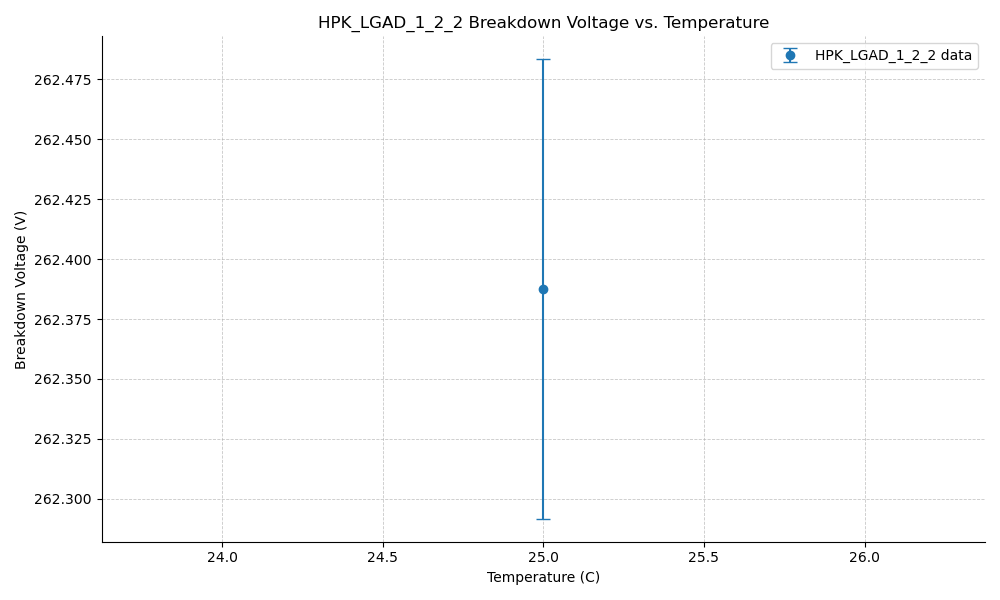 HPK_LGAD_1_2_2 Breakdown Voltage vs. Temperature
HPK_LGAD_1_2_2 data
Breakdown Voltage (V)
262.475
262.450
262.425
262.400
262.375
262.350
262.325
262.300
24.0 24.5 25.0 25.5 26.0
Temperature (C)